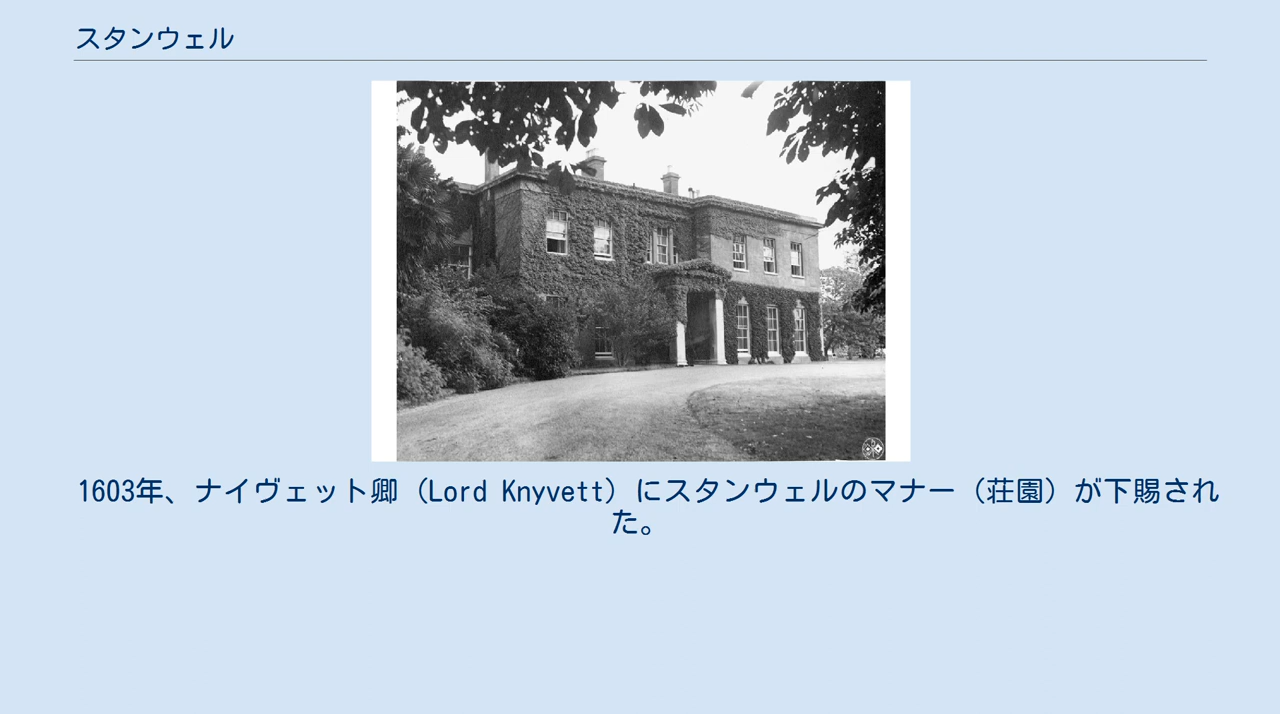 スタンウェル
1603年、ナイヴェット卿（Lord Knyvett）にスタンウェルのマナー（荘園）が下賜され
た。